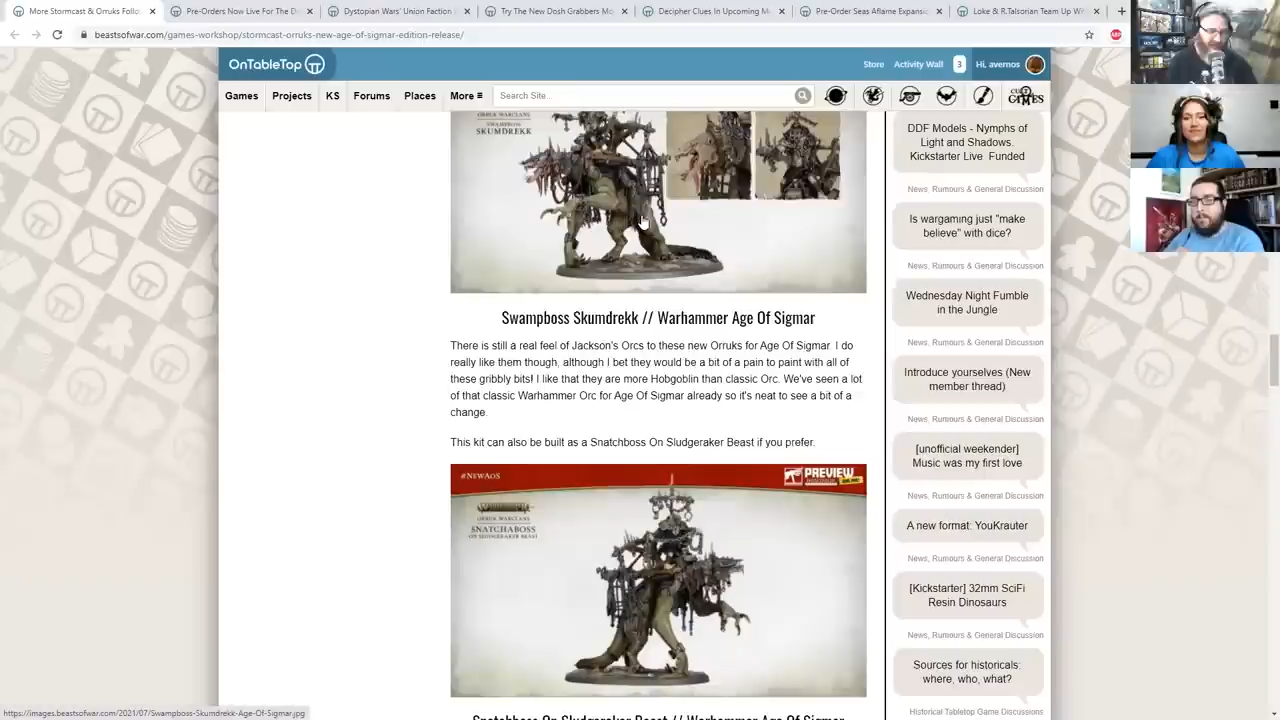 More Stormcast & Orruks Follow
Pre-Orders Now Live For The De
Dystopian Wars' Union Faction E
Try The New Dosh Grabbers Mo
Decipher Clues In Upcoming M
Pre-Order Seas Aflame Expansi
Loke & R.Talsorian Team Up Wi
beastsofwar.com/games-workshop/stormcast-orruks-new-age-of-sigmar-edition-release/
ABP
OnTableTop
Store
Activity Wall
3
Hi, avernos
Games
Projects
KS
Forums
Places
More
Search Site...
GAMES
ORRUK WARCLANS
SWAMPBOSS
SKUMDREKK
Swampboss Skumdrekk // Warhammer Age Of Sigmar
There is still a real feel of Jackson's Orcs to these new Orruks for Age Of Sigmar. I do
really like them though, although I bet they would be a bit of a pain to paint with all of
these gribbly bits! I like that they are more Hobgoblin than classic Orc. We've seen a lot
of that classic Warhammer Orc for Age Of Sigmar already so it's neat to see a bit of a
change.
This kit can also be built as a Snatchboss On Sludgeraker Beast if you prefer.
#NEWAOS
PREVIEW
ORRUK WARCLANS
SNATCHABOSS
ON SLUDGERAKER BEAST
Snatchboss On Sludgeraker Beast // Warhammer Age Of Sigmar
DDF Models - Nymphs of
Light and Shadows.
Kickstarter Live Funded
News, Rumours & General Discussion
Is wargaming just "make
believe" with dice?
News, Rumours & General Discussion
Wednesday Night Fumble
in the Jungle
News, Rumours & General Discussion
Introduce yourselves (New
member thread)
News, Rumours & General Discussion
[unofficial weekender]
Music was my first love
News, Rumours & General Discussion
A new format: YouKrauter
News, Rumours & General Discussion
[Kickstarter] 32mm SciFi
Resin Dinosaurs
News, Rumours & General Discussion
Sources for historicals:
where, who, what?
Historical Tabletop Game Discussions
https://images.beastsofwar.com/2021/07/Swampboss-Skumdrekk-Age-Of-Sigmar.jpg